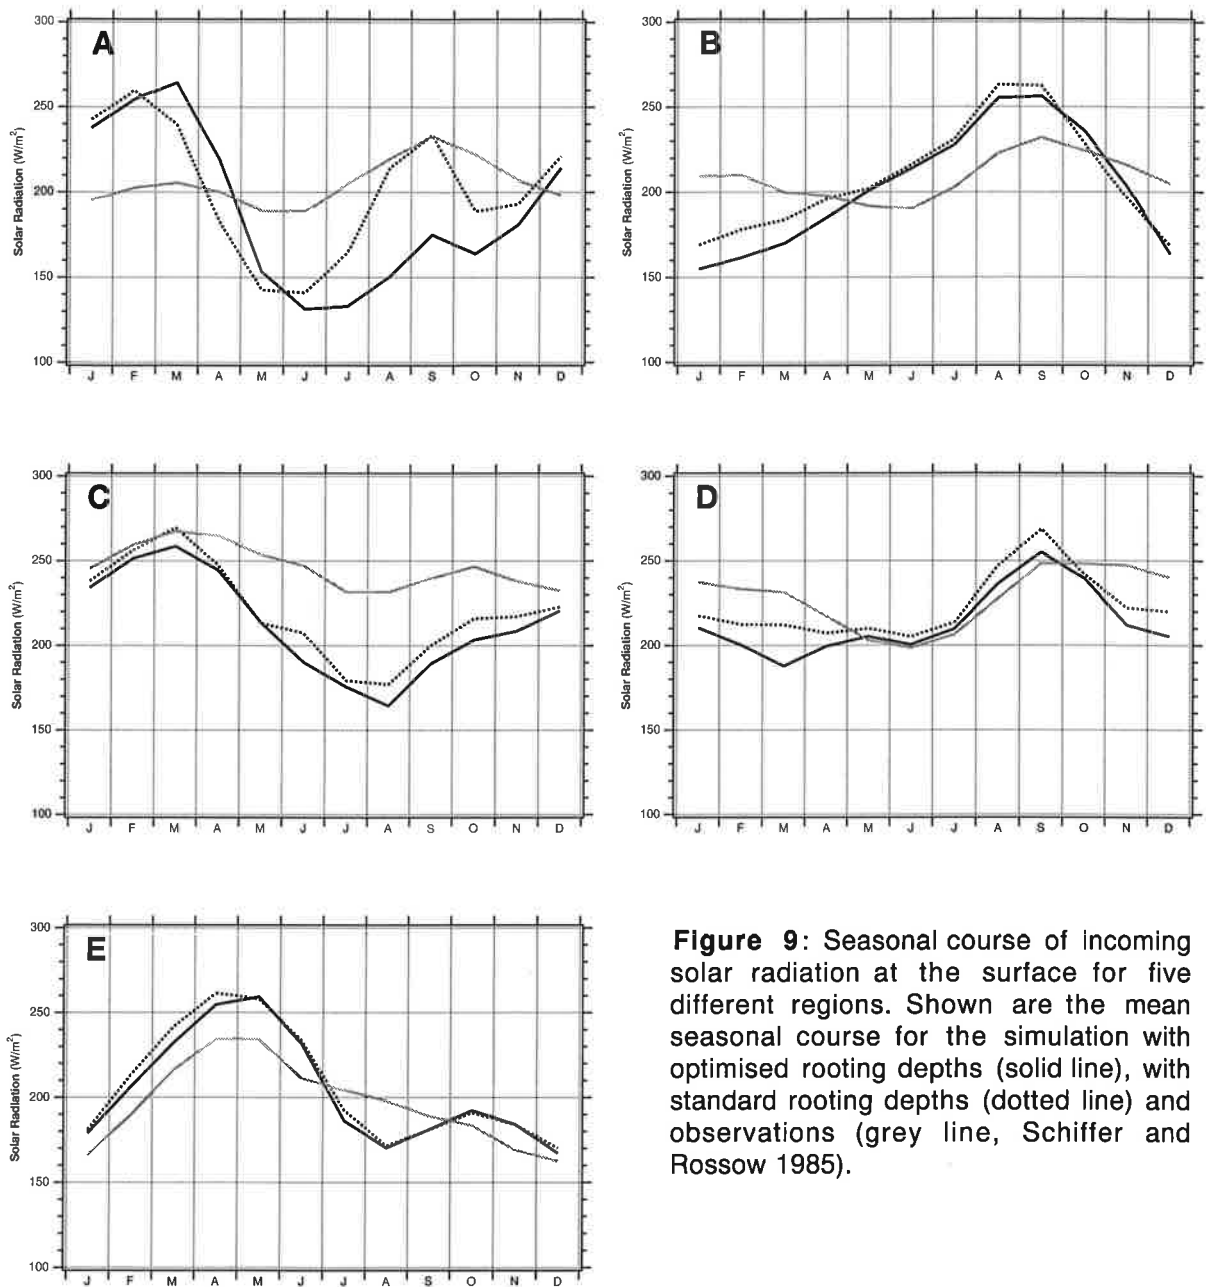 A
300
250
200
150
100
Solar Radiation (W/m²)
J F M A M J J A S O N D
B
300
250
200
150
100
Solar Radiation (W/m²)
J F M A M J J A S O N D
C
300
250
200
150
100
Solar Radiation (W/m²)
J F M A M J J A S O N D
D
300
250
200
150
100
Solar Radiation (W/m²)
J F M A M J J A S O N D
E
300
250
200
150
100
Solar Radiation (W/m²)
J F M A M J J A S O N D
Figure 9: Seasonal course of incoming
solar radiation at the surface for five
different regions. Shown are the mean
seasonal course for the simulation with
optimised rooting depths (solid line), with
standard rooting depths (dotted line) and
observations (grey line, Schiffer and
Rossow 1985).